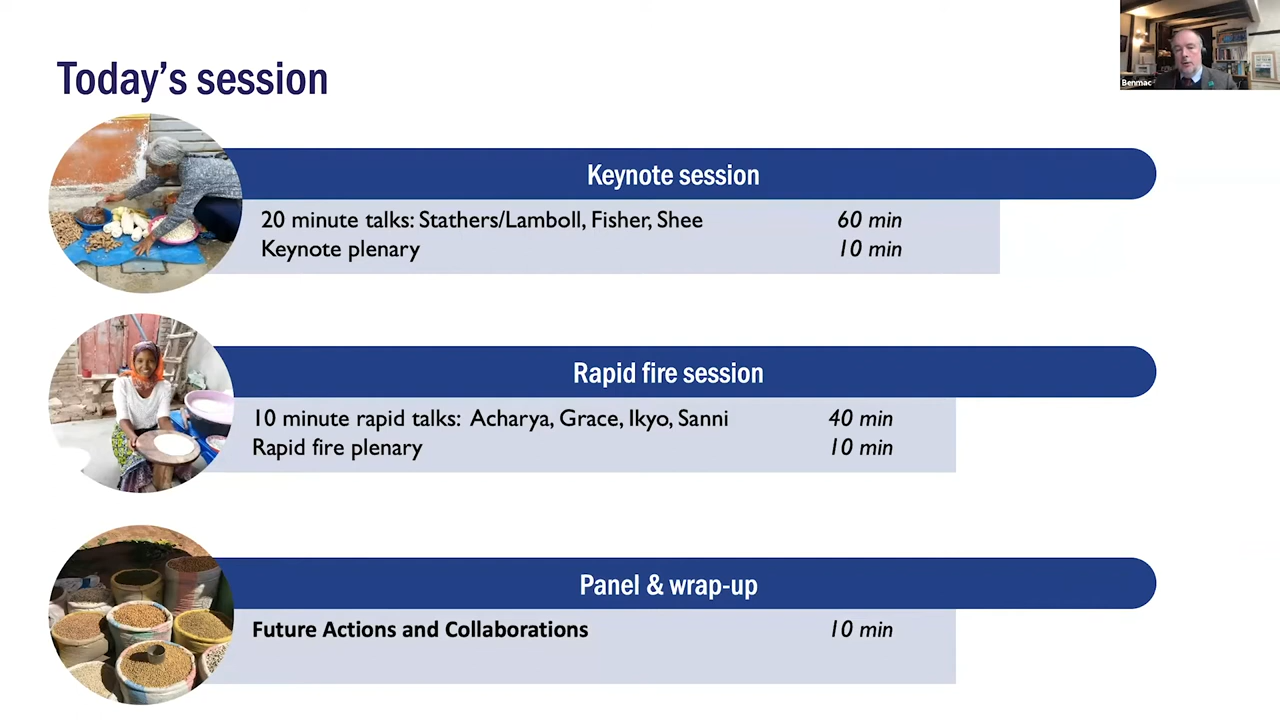 Today's session
Benmac
Keynote session
20 minute talks: Stathers/Lamboll, Fisher, Shee 60 min
Keynote plenary 10 min
Rapid fire session
10 minute rapid talks: Acharya, Grace, Ikyo, Sanni 40 min
Rapid fire plenary 10 min
Panel & wrap-up
Future Actions and Collaborations 10 min